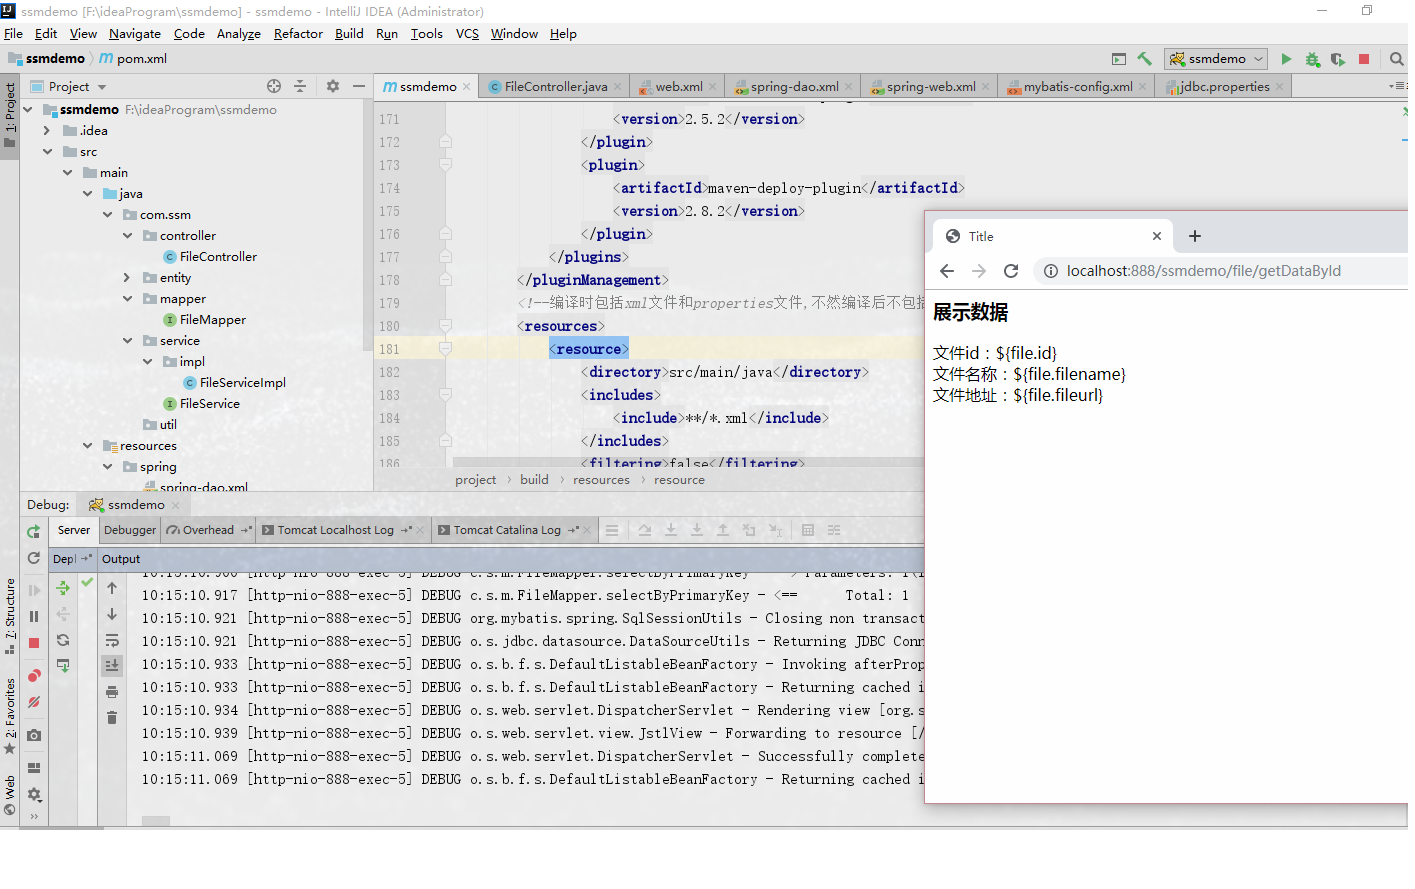 ssmdemo [F:\ideaProgram\ssmdemo] - ssmdemo - IntelliJ IDEA (Administrator)
File Edit View Navigate Code Analyze Refactor Build Run Tools VCS Window Help
ssmdemo m pom.xml
ssmdemo
Project
ssmdemo
FileController.java
web.xml
spring-dao.xml
spring-web.xml
mybatis-config.xml
jdbc.properties
1: Project
7: Structure
2: Favorites
Web
ssmdemo F:\ideaProgram\ssmdemo
.idea
src
main
java
com.ssm
controller
FileController
entity
mapper
FileMapper
service
impl
FileServiceImpl
FileService
util
resources
spring
spring-dao.xml
171 <version>2.5.2</version>
172 </plugin>
173 <plugin>
174 <artifactId>maven-deploy-plugin</artifactId>
175 <version>2.8.2</version>
176 </plugin>
177 </plugins>
178 </pluginManagement>
179 <!--编译时包括xml文件和properties文件,不然编译后不包
180 <resources>
181 <resource>
182 <directory>src/main/java</directory>
183 <includes>
184 <include>**/*.xml</include>
185 </includes>
186 <filtering>false</filtering>
project › build › resources › resource
Title
localhost:888/ssmdemo/file/getDataById
展示数据
文件id：${file.id}
文件名称：${file.filename}
文件地址：${file.fileurl}
Debug: ssmdemo
Server Debugger Overhead Tomcat Localhost Log Tomcat Catalina Log
Depl Output
10:15:10.900 [http-nio-888-exec-5] DEBUG c.s.m.FileMapper.selectByPrimaryKey
10:15:10.917 [http-nio-888-exec-5] DEBUG c.s.m.FileMapper.selectByPrimaryKey - <== Total: 1
10:15:10.921 [http-nio-888-exec-5] DEBUG org.mybatis.spring.SqlSessionUtils - Closing non transact
10:15:10.921 [http-nio-888-exec-5] DEBUG o.s.jdbc.datasource.DataSourceUtils - Returning JDBC Conn
10:15:10.933 [http-nio-888-exec-5] DEBUG o.s.b.f.s.DefaultListableBeanFactory - Invoking afterProp
10:15:10.933 [http-nio-888-exec-5] DEBUG o.s.b.f.s.DefaultListableBeanFactory - Returning cached i
10:15:10.934 [http-nio-888-exec-5] DEBUG o.s.web.servlet.DispatcherServlet - Rendering view [org.s
10:15:10.939 [http-nio-888-exec-5] DEBUG o.s.web.servlet.view.JstlView - Forwarding to resource [/
10:15:11.069 [http-nio-888-exec-5] DEBUG o.s.web.servlet.DispatcherServlet - Successfully complete
10:15:11.069 [http-nio-888-exec-5] DEBUG o.s.b.f.s.DefaultListableBeanFactory - Returning cached i